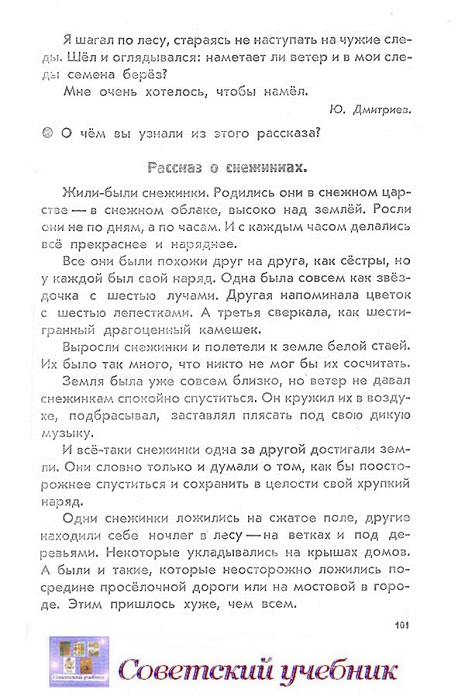 Я шагал по лесу, стараясь не наступать на чужие сле-
ды. Шёл и оглядывался: наметает ли ветер и в мои сле-
ды семена берёз?
Мне очень хотелось, чтобы намёл.
Ю. Дмитриев.
О чём вы узнали из этого рассказа?
Рассказ о снежинках.
Жили-были снежинки. Родились они в снежном цар-
стве — в снежном облаке, высоко над землёй. Росли
они не по дням, а по часам. И с каждым часом делались
всё прекраснее и наряднее.
Все они были похожи друг на друга, как сёстры, но
у каждой был свой наряд. Одна была совсем как звёз-
дочка с шестью лучами. Другая напоминала цветок
с шестью лепестками. А третья сверкала, как шести-
гранный драгоценный камешек.
Выросли снежинки и полетели к земле белой стаей.
Их было так много, что никто не мог бы их сосчитать.
Земля была уже совсем близко, но ветер не давал
снежинкам спокойно спуститься. Он кружил их в возду-
хе, подбрасывал, заставлял плясать под свою дикую
музыку.
И всё-таки снежинки одна за другой достигали зем-
ли. Они словно только и думали о том, как бы поосто-
рожнее спуститься и сохранить в целости свой хрупкий
наряд.
Одни снежинки ложились на сжатое поле, другие
находили себе ночлег в лесу — на ветках и под де-
ревьями. Некоторые укладывались на крышах домов.
А были и такие, которые неосторожно ложились по-
средине просёлочной дороги или на мостовой в горо-
де. Этим пришлось хуже, чем всем.
101
Советский учебник